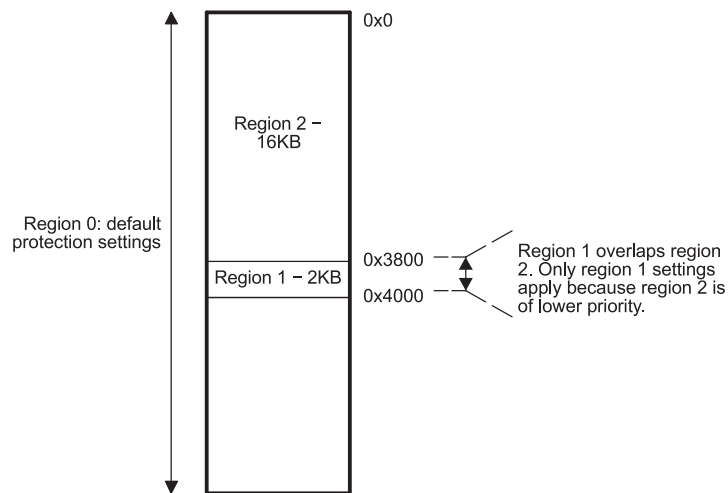 0x0
Region 2 −
16KB
Region 0: default
protection settings
0x3800
Region 1 − 2KB
0x4000
Region 1 overlaps region
2. Only region 1 settings
apply because region 2 is
of lower priority.